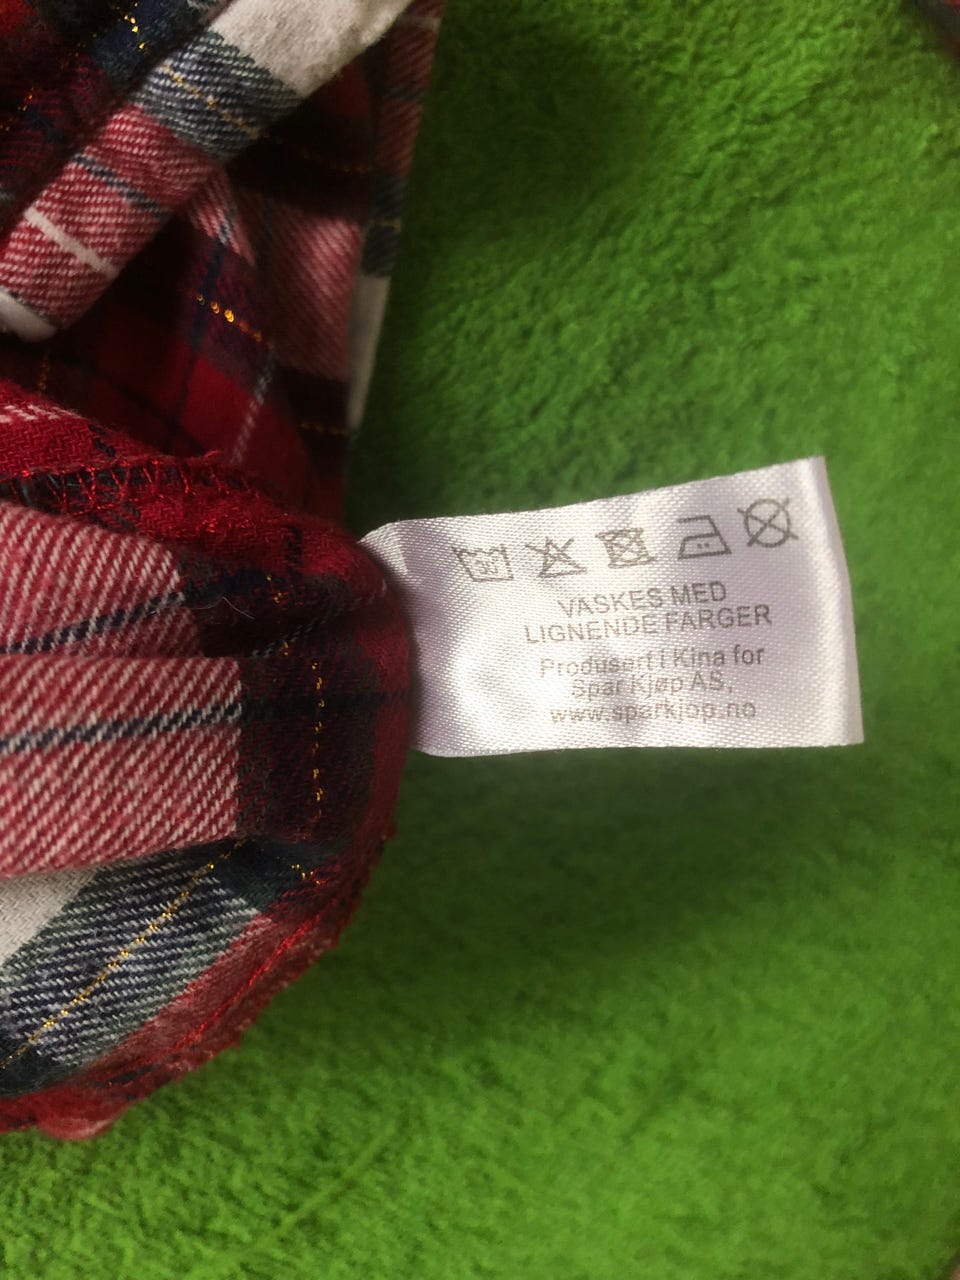 30
VASKES MED
LIGNENDE FARGER
Produsert i Kina for
Spar Kjøp AS,
www.sparkjop.no